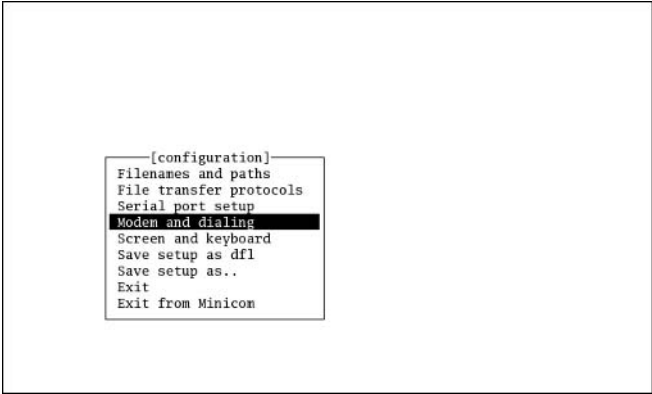 [configuration]
Filenames and paths
File transfer protocols
Serial port setup
Modem and dialing
Screen and keyboard
Save setup as dfl
Save setup as..
Exit
Exit from Minicom